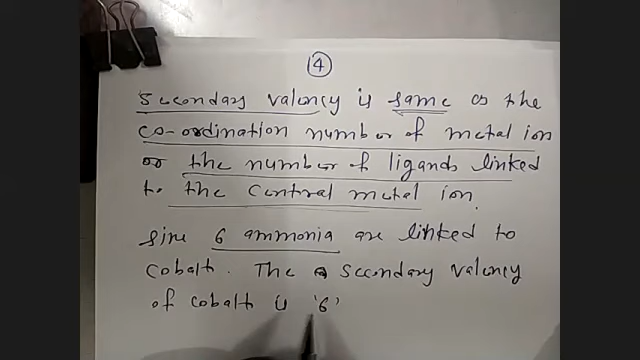 4
Secondary valency is same as the
co-ordination number of metal ion
or the number of ligands linked
to the central metal ion.
Sine 6 ammonia are linked to
cobalt. The secondary valency
of cobalt is '6'